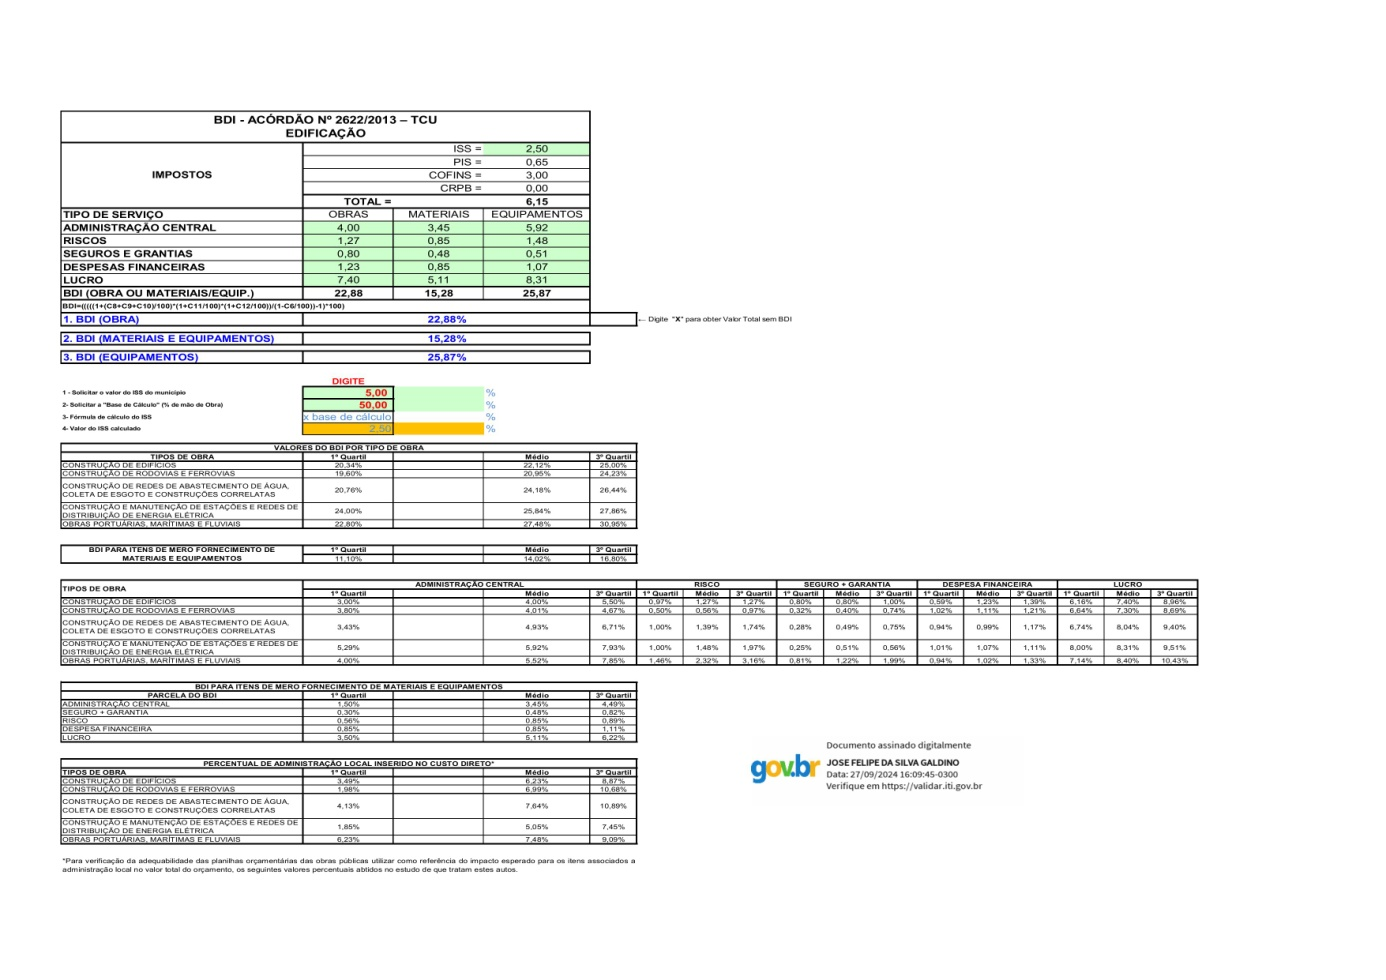 BDI - ACÓRDÃO Nº 2622/2013 – TCU
EDIFICAÇÃO
IMPOSTOS
ISS = 2,50
PIS = 0,65
COFINS = 3,00
CRPB = 0,00
TOTAL = 6,15
TIPO DE SERVIÇO OBRAS MATERIAIS EQUIPAMENTOS
ADMINISTRAÇÃO CENTRAL 4,00 3,45 5,92
RISCOS 1,27 0,85 1,48
SEGUROS E GRANTIAS 0,80 0,48 0,51
DESPESAS FINANCEIRAS 1,23 0,85 1,07
LUCRO 7,40 5,11 8,31
BDI (OBRA OU MATERIAIS/EQUIP.) 22,88 15,28 25,87
BDI=(((((1+(C8+C9+C10)/100)*(1+C11/100)*(1+C12/100))/(1-C6/100))-1)*100)
1. BDI (OBRA) 22,88% ← Digite "X" para obter Valor Total sem BDI
2. BDI (MATERIAIS E EQUIPAMENTOS) 15,28%
3. BDI (EQUIPAMENTOS) 25,87%
DIGITE
1 - Solicitar o valor do ISS do município 5,00 %
2- Solicitar a "Base de Cálculo" (% de mão de Obra) 50,00 %
3- Fórmula de cálculo do ISS x base de cálculo %
4- Valor do ISS calculado 2,50 %
VALORES DO BDI POR TIPO DE OBRA
TIPOS DE OBRA 1º Quartil Médio 3º Quartil
CONSTRUÇÃO DE EDIFÍCIOS 20,34% 22,12% 25,00%
CONSTRUÇÃO DE RODOVIAS E FERROVIAS 19,60% 20,95% 24,23%
CONSTRUÇÃO DE REDES DE ABASTECIMENTO DE ÁGUA,
COLETA DE ESGOTO E CONSTRUÇÕES CORRELATAS 20,76% 24,18% 26,44%
CONSTRUÇÃO E MANUTENÇÃO DE ESTAÇÕES E REDES DE
DISTRIBUIÇÃO DE ENERGIA ELÉTRICA 24,00% 25,84% 27,86%
OBRAS PORTUÁRIAS, MARÍTIMAS E FLUVIAIS 22,80% 27,48% 30,95%
BDI PARA ITENS DE MERO FORNECIMENTO DE 1º Quartil Médio 3º Quartil
MATERIAIS E EQUIPAMENTOS 11,10% 14,02% 16,80%
TIPOS DE OBRA ADMINISTRAÇÃO CENTRAL RISCO SEGURO + GARANTIA DESPESA FINANCEIRA LUCRO
1º Quartil Médio 3º Quartil 1º Quartil Médio 3º Quartil 1º Quartil Médio 3º Quartil 1º Quartil Médio 3º Quartil 1º Quartil Médio 3º Quartil
CONSTRUÇÃO DE EDIFÍCIOS 3,00% 4,00% 5,50% 0,97% 1,27% 1,27% 0,80% 0,80% 1,00% 0,59% 1,23% 1,39% 6,16% 7,40% 8,96%
CONSTRUÇÃO DE RODOVIAS E FERROVIAS 3,80% 4,01% 4,67% 0,50% 0,56% 0,97% 0,32% 0,40% 0,74% 1,02% 1,11% 1,21% 6,64% 7,30% 8,69%
CONSTRUÇÃO DE REDES DE ABASTECIMENTO DE ÁGUA,
COLETA DE ESGOTO E CONSTRUÇÕES CORRELATAS 3,43% 4,93% 6,71% 1,00% 1,39% 1,74% 0,28% 0,49% 0,75% 0,94% 0,99% 1,17% 6,74% 8,04% 9,40%
CONSTRUÇÃO E MANUTENÇÃO DE ESTAÇÕES E REDES DE
DISTRIBUIÇÃO DE ENERGIA ELÉTRICA 5,29% 5,92% 7,93% 1,00% 1,48% 1,97% 0,25% 0,51% 0,56% 1,01% 1,07% 1,11% 8,00% 8,31% 9,51%
OBRAS PORTUÁRIAS, MARÍTIMAS E FLUVIAIS 4,00% 5,52% 7,85% 1,46% 2,32% 3,16% 0,81% 1,22% 1,99% 0,94% 1,02% 1,33% 7,14% 8,40% 10,43%
BDI PARA ITENS DE MERO FORNECIMENTO DE MATERIAIS E EQUIPAMENTOS
PARCELA DO BDI 1º Quartil Médio 3º Quartil
ADMINISTRAÇÃO CENTRAL 1,50% 3,45% 4,49%
SEGURO + GARANTIA 0,30% 0,48% 0,82%
RISCO 0,56% 0,85% 0,89%
DESPESA FINANCEIRA 0,85% 0,85% 1,11%
LUCRO 3,50% 5,11% 6,22%
PERCENTUAL DE ADMINISTRAÇÃO LOCAL INSERIDO NO CUSTO DIRETO*
TIPOS DE OBRA 1º Quartil Médio 3º Quartil
CONSTRUÇÃO DE EDIFÍCIOS 3,49% 6,23% 8,87%
CONSTRUÇÃO DE RODOVIAS E FERROVIAS 1,98% 6,99% 10,68%
CONSTRUÇÃO DE REDES DE ABASTECIMENTO DE ÁGUA,
COLETA DE ESGOTO E CONSTRUÇÕES CORRELATAS 4,13% 7,64% 10,89%
CONSTRUÇÃO E MANUTENÇÃO DE ESTAÇÕES E REDES DE
DISTRIBUIÇÃO DE ENERGIA ELÉTRICA 1,85% 5,05% 7,45%
OBRAS PORTUÁRIAS, MARÍTIMAS E FLUVIAIS 6,23% 7,48% 9,09%
*Para verificação da adequabilidade das planilhas orçamentárias das obras públicas utilizar como referência do impacto esperado para os itens associados a
administração local no valor total do orçamento, os seguintes valores percentuais abtidos no estudo de que tratam estes autos.
gov.br
Documento assinado digitalmente
JOSE FELIPE DA SILVA GALDINO
Data: 27/09/2024 16:09:45-0300
Verifique em https://validar.iti.gov.br